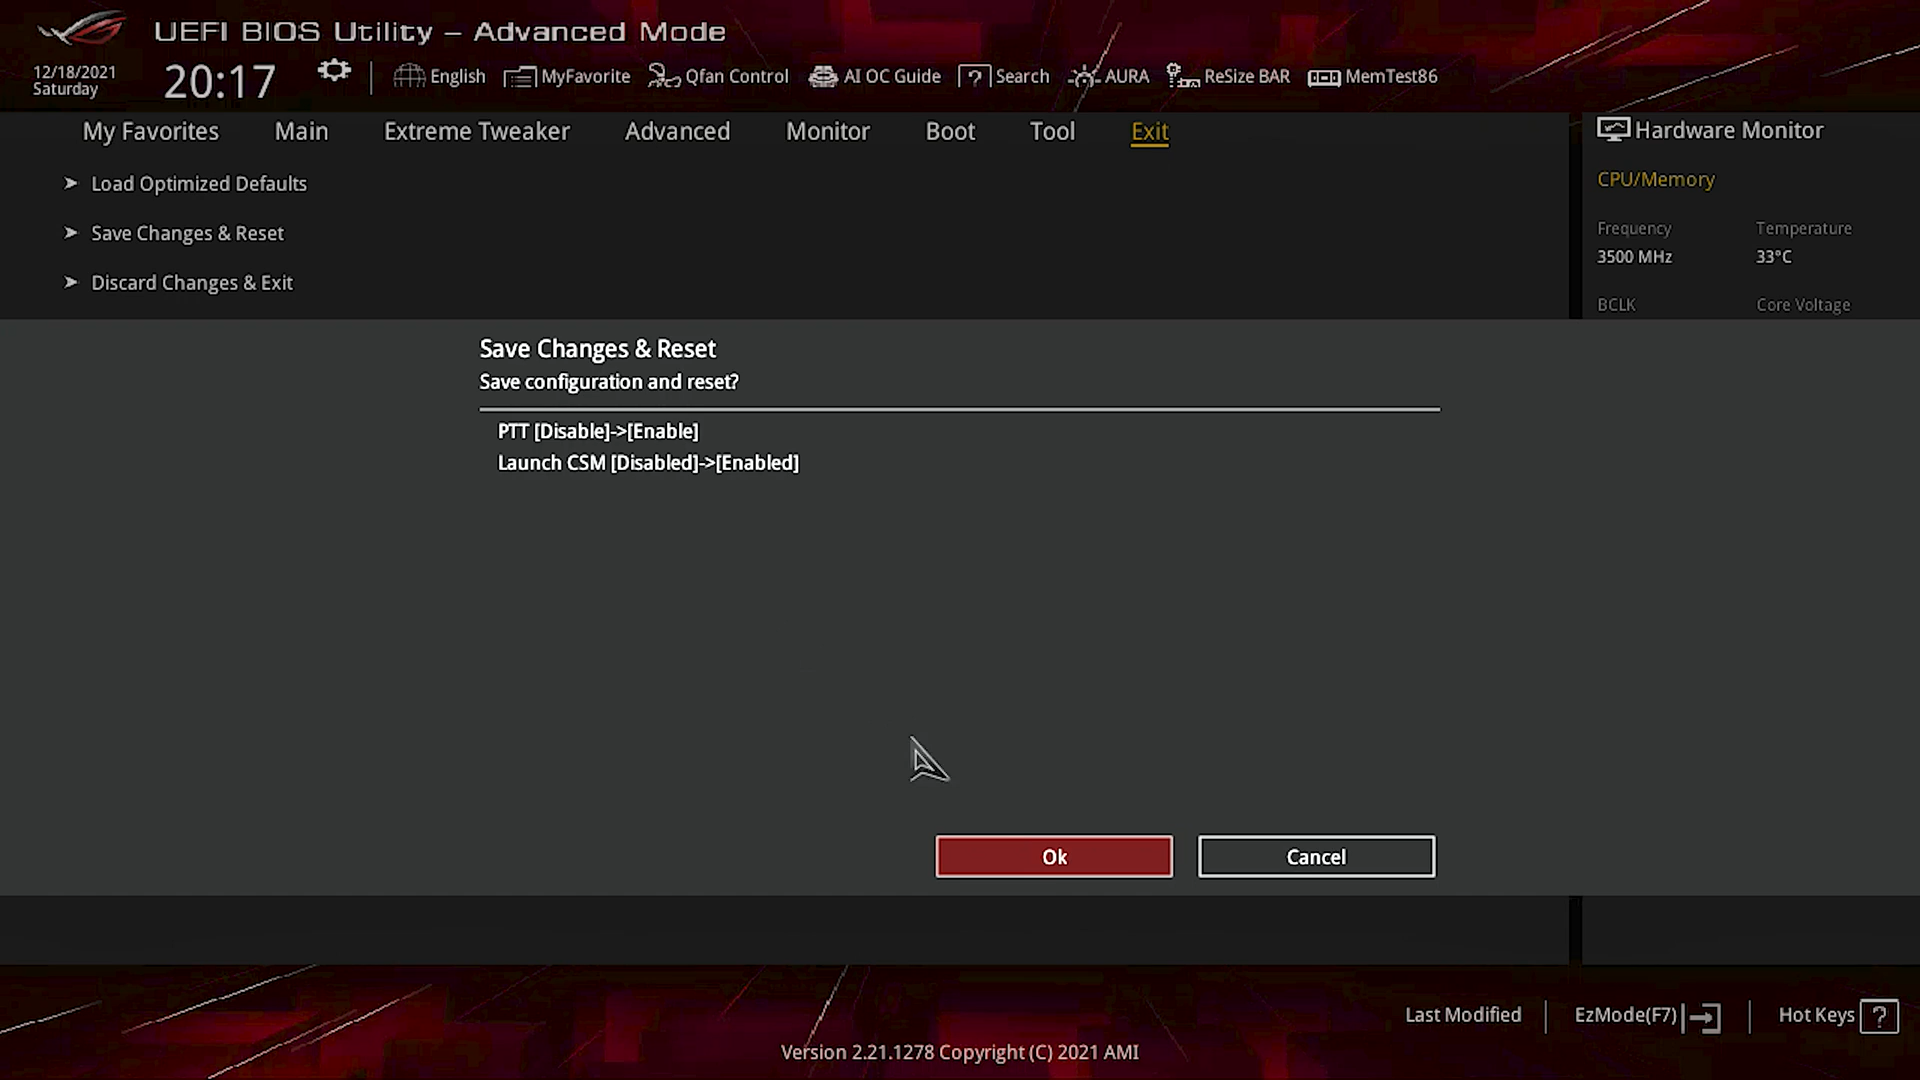 UEFI BIOS Utility – Advanced Mode
12/18/2021
Saturday
20:17
English
MyFavorite
Qfan Control
AI OC Guide
? Search
AURA
ReSize BAR
MemTest86
My Favorites
Main
Extreme Tweaker
Advanced
Monitor
Boot
Tool
Exit
Hardware Monitor
Load Optimized Defaults
Save Changes & Reset
Discard Changes & Exit
CPU/Memory
Frequency Temperature
3500 MHz 33°C
BCLK Core Voltage
Save Changes & Reset
Save configuration and reset?
PTT [Disable]->[Enable]
Launch CSM [Disabled]->[Enabled]
Ok
Cancel
Last Modified
EzMode(F7)
Hot Keys ?
Version 2.21.1278 Copyright (C) 2021 AMI